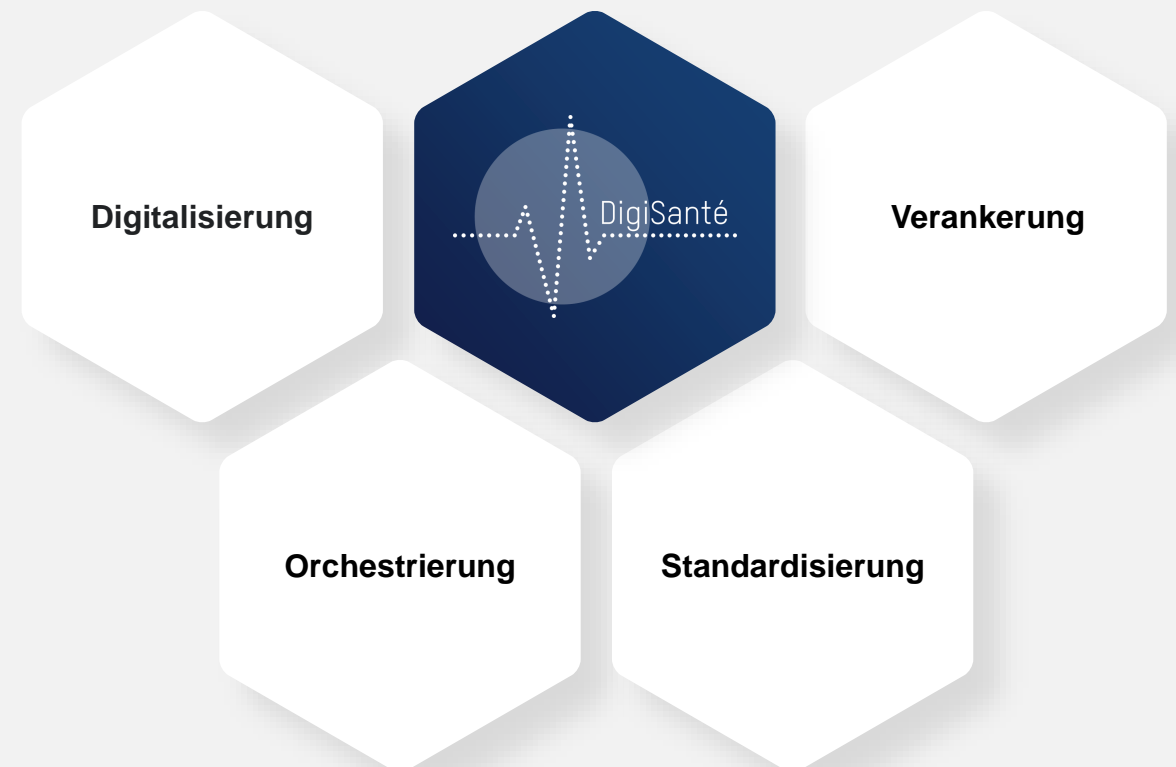 Digitalisierung
DigiSanté
Verankerung
Orchestrierung
Standardisierung